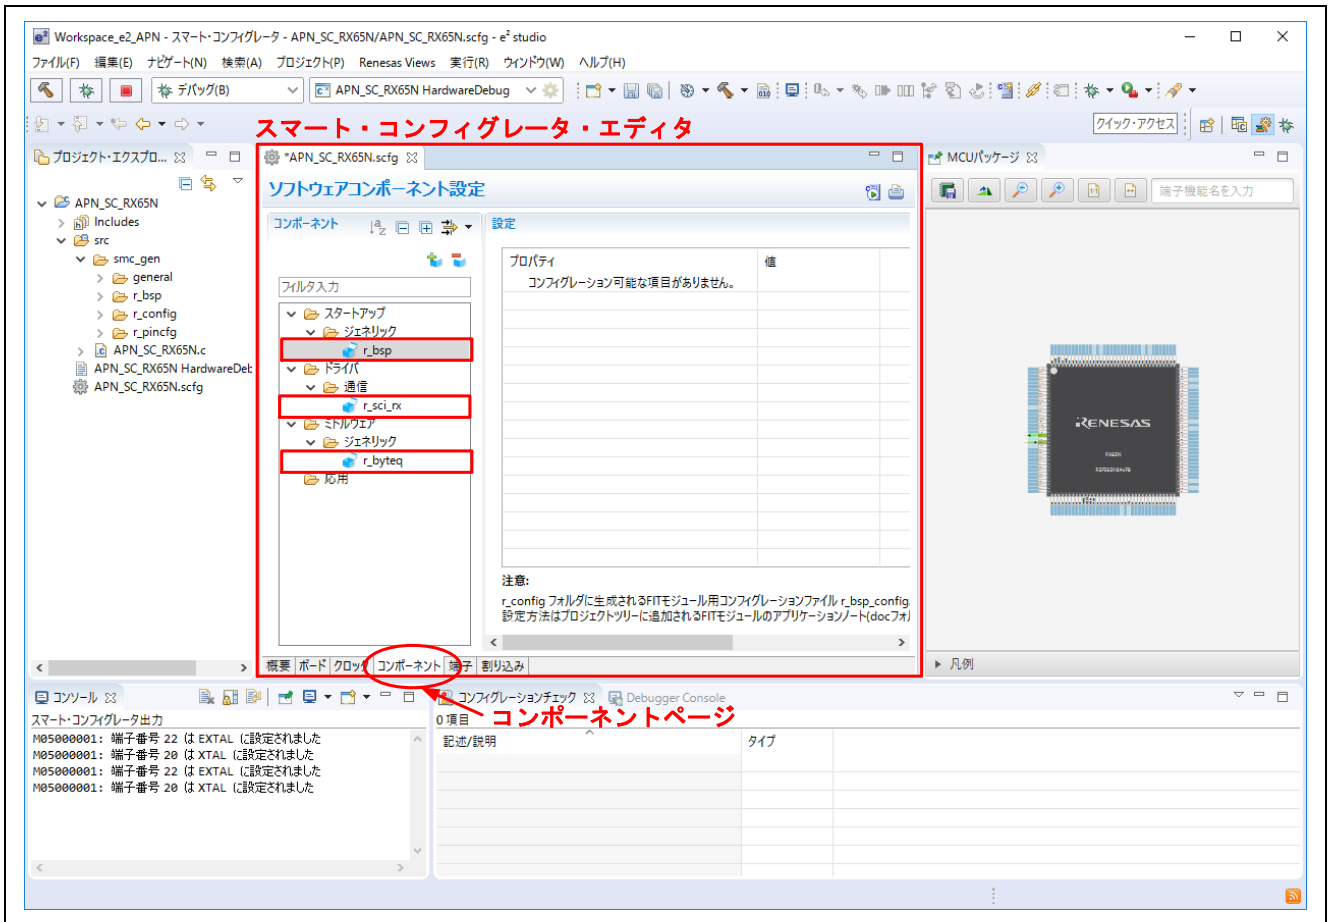 Workspace_e2_APN - スマート・コンフィグレータ - APN_SC_RX65N/APN_SC_RX65N.scfg - e² studio
ファイル(F) 編集(E) ナビゲート(N) 検索(A) プロジェクト(P) Renesas Views 実行(R) ウィンドウ(W) ヘルプ(H)
デバッグ(B) APN_SC_RX65N HardwareDebug
スマート・コンフィグレータ・エディタ
クイック・アクセス
プロジェクト・エクスプロ...
*APN_SC_RX65N.scfg
MCUパッケージ
ソフトウェアコンポーネント設定
端子機能名を入力
APN_SC_RX65N
Includes
src
smc_gen
general
r_bsp
r_config
r_pincfg
APN_SC_RX65N.c
APN_SC_RX65N HardwareDeb
APN_SC_RX65N.scfg
コンポーネント
フィルタ入力
スタートアップ
ジェネリック
r_bsp
ドライバ
通信
r_sci_rx
ミドルウェア
ジェネリック
r_byteq
応用
設定
プロパティ 値
コンフィグレーション可能な項目がありません。
注意:
r_config フォルダに生成されるFITモジュール用コンフィグレーションファイル r_bsp_config.
設定方法はプロジェクトツリーに追加されるFITモジュールのアプリケーションノート(docフォル
概要 ボード クロック コンポーネント 端子 割り込み
RENESAS
凡例
コンソール
スマート・コンフィグレータ出力
M05000001: 端子番号 22 は EXTAL に設定されました
M05000001: 端子番号 20 は XTAL に設定されました
M05000001: 端子番号 22 は EXTAL に設定されました
M05000001: 端子番号 20 は XTAL に設定されました
コンフィグレーションチェック Debugger Console
コンポーネントページ
0 項目
記述/説明 タイプ